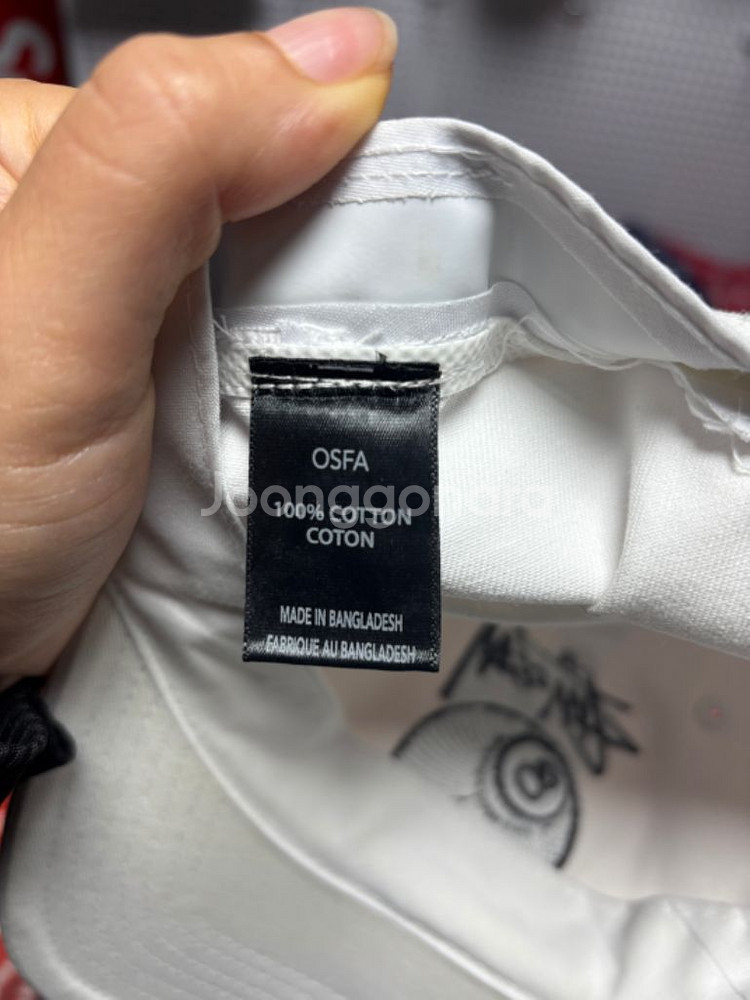 OSFA
100% COTTON
COTON
MADE IN BANGLADESH
FABRIQUE AU BANGLADESH